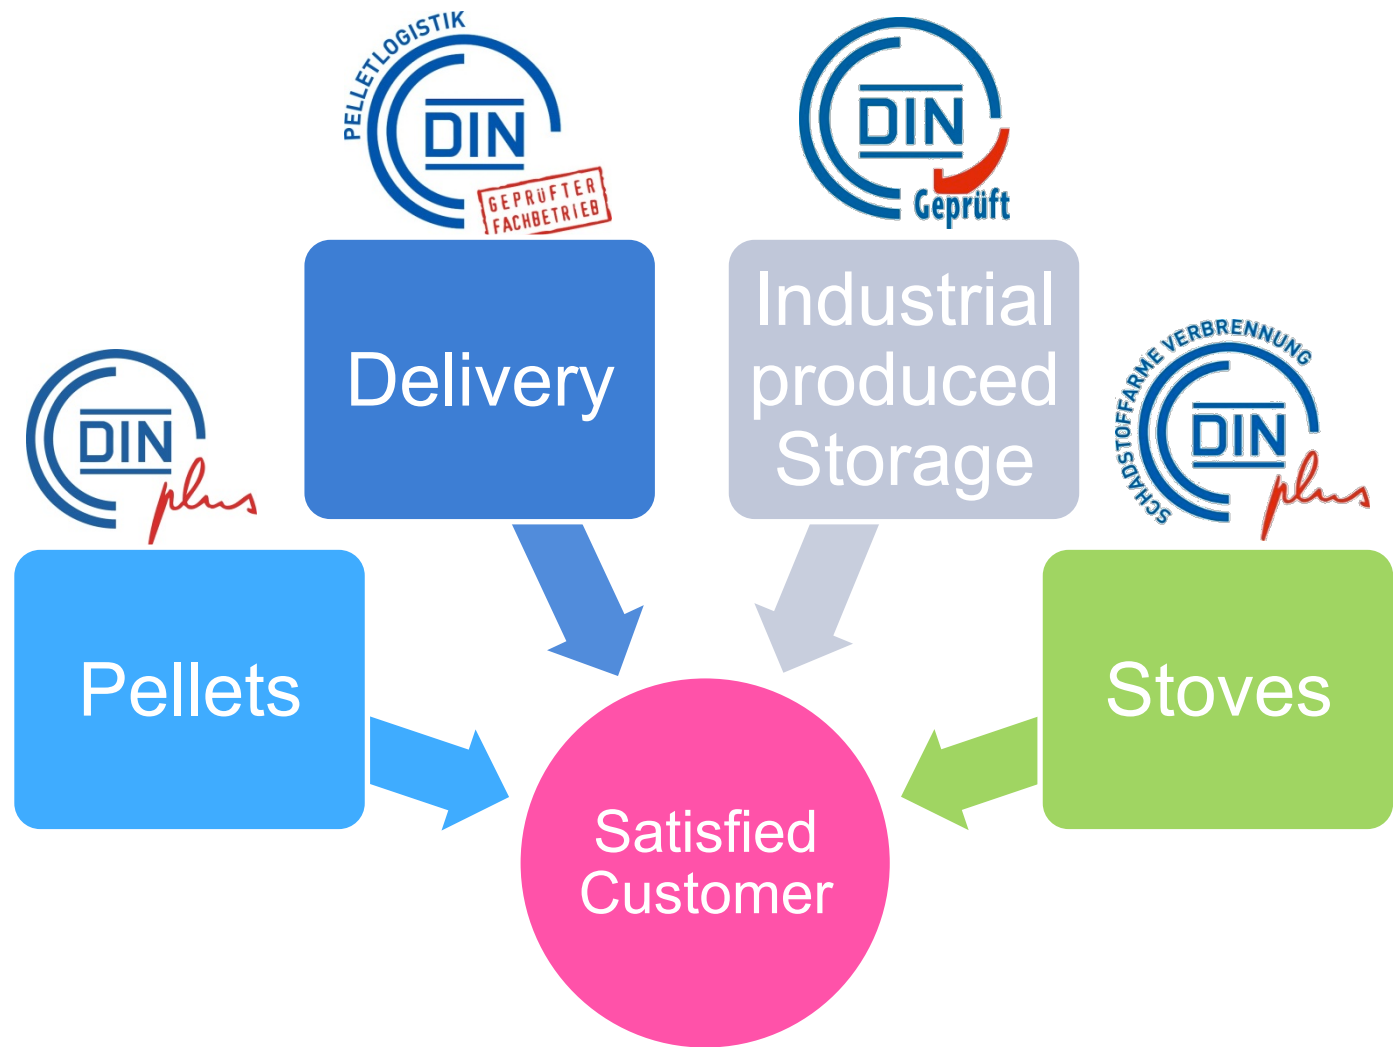 PELLETLOGISTIK
DIN
GEPRÜFTER
FACHBETRIEB
DIN
Geprüft
Delivery
Industrial
produced
Storage
DIN
plus
SCHADSTOFFARME VERBRENNUNG
DIN
plus
Pellets
Stoves
Satisfied
Customer